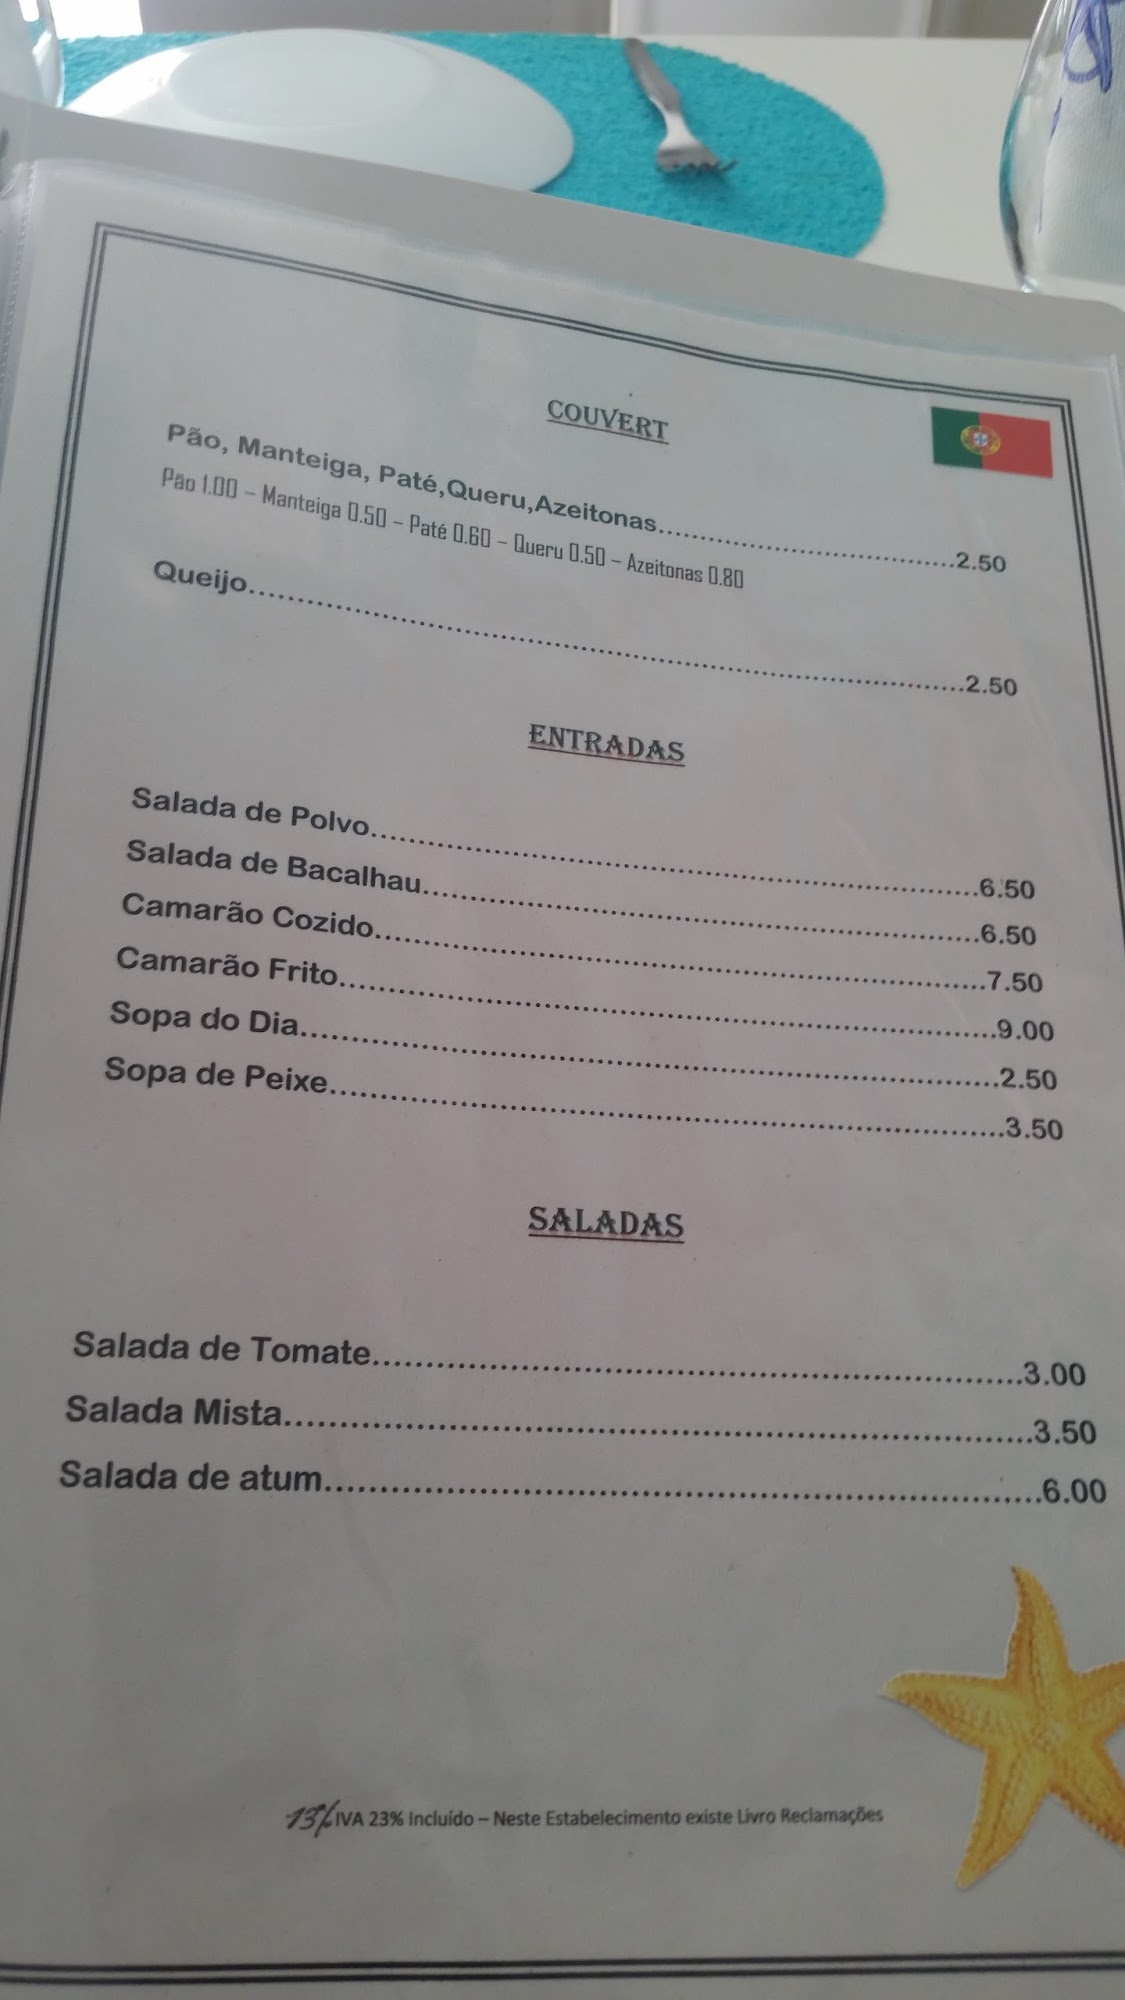 COUVERT
Pão, Manteiga, Paté,Queru,Azeitonas..............................2.50
Pão 1.00 – Manteiga 0.50 – Paté 0.60 – Queru 0.50 – Azeitonas 0.80
Queijo......................................................................2.50
ENTRADAS
Salada de Polvo............................................................6.50
Salada de Bacalhau.......................................................6.50
Camarão Cozido............................................................7.50
Camarão Frito................................................................9.00
Sopa do Dia....................................................................2.50
Sopa de Peixe.................................................................3.50
SALADAS
Salada de Tomate............................................................3.00
Salada Mista....................................................................3.50
Salada de atum................................................................6.00
13% IVA 23% Incluído – Neste Estabelecimento existe Livro Reclamações